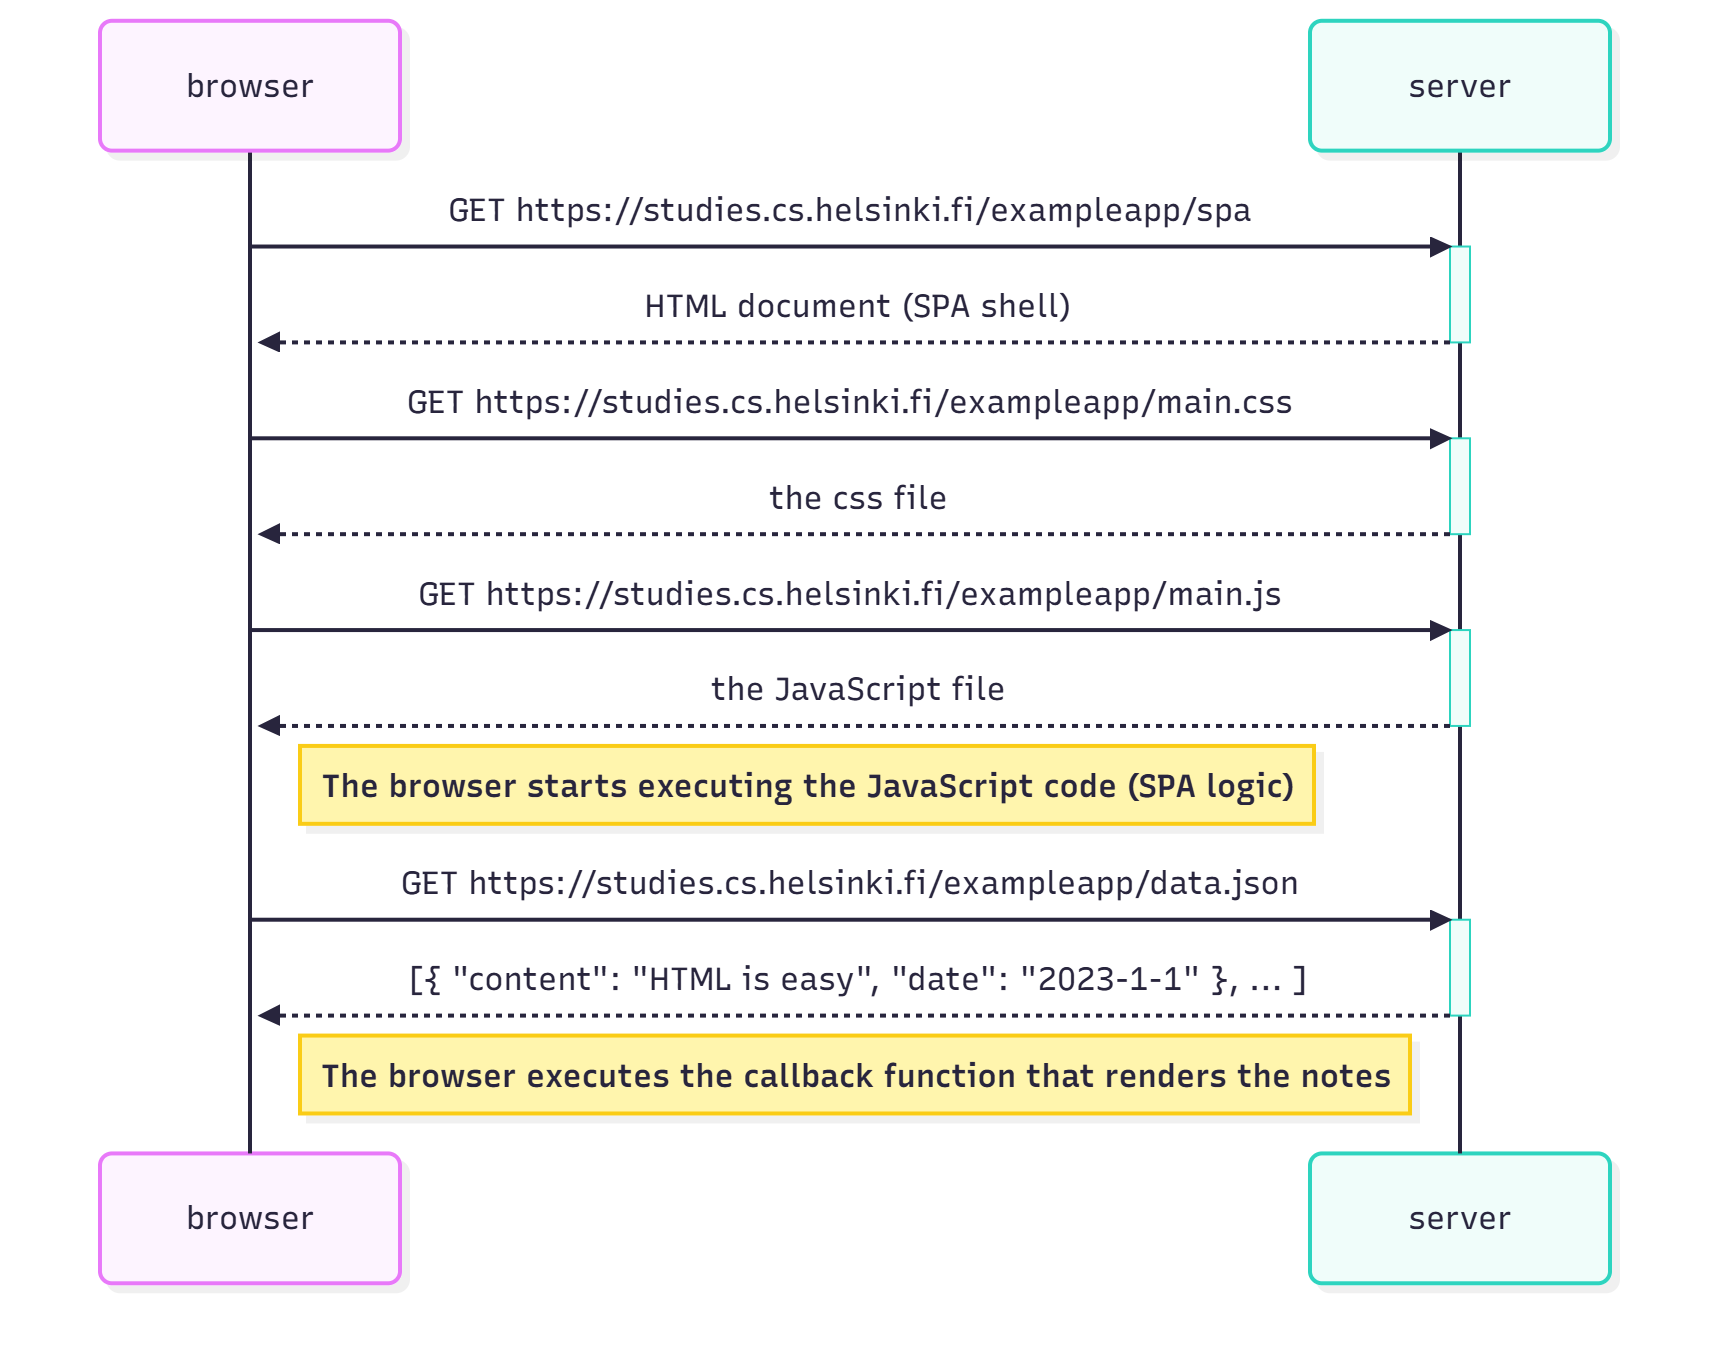 browser
server
GET https://studies.cs.helsinki.fi/exampleapp/spa
HTML document (SPA shell)
GET https://studies.cs.helsinki.fi/exampleapp/main.css
the css file
GET https://studies.cs.helsinki.fi/exampleapp/main.js
the JavaScript file
The browser starts executing the JavaScript code (SPA logic)
GET https://studies.cs.helsinki.fi/exampleapp/data.json
[{ "content": "HTML is easy", "date": "2023-1-1" }, ... ]
The browser executes the callback function that renders the notes
browser
server